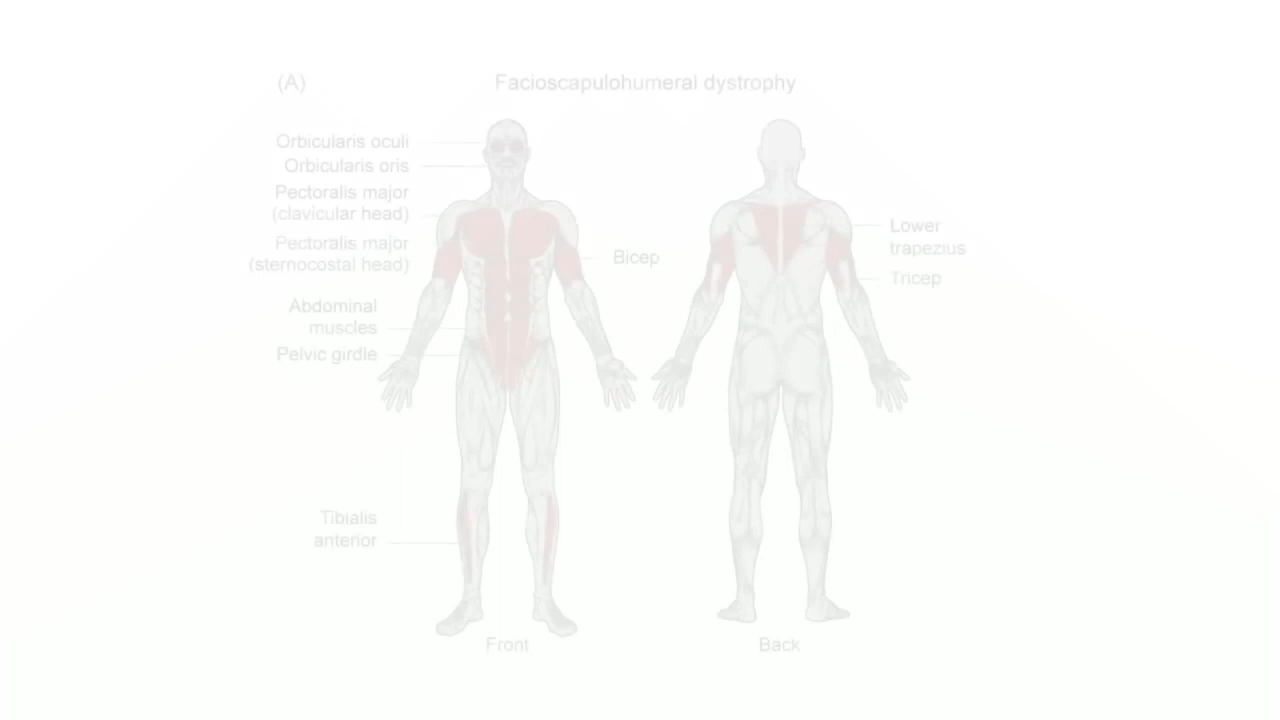 (A)
Facioscapulohumeral dystrophy
Orbicularis oculi
Orbicularis oris
Pectoralis major
(clavicular head)
Pectoralis major
(sternocostal head)
Abdominal
muscles
Pelvic girdle
Tibialis
anterior
Bicep
Lower
trapezius
Tricep
Front
Back